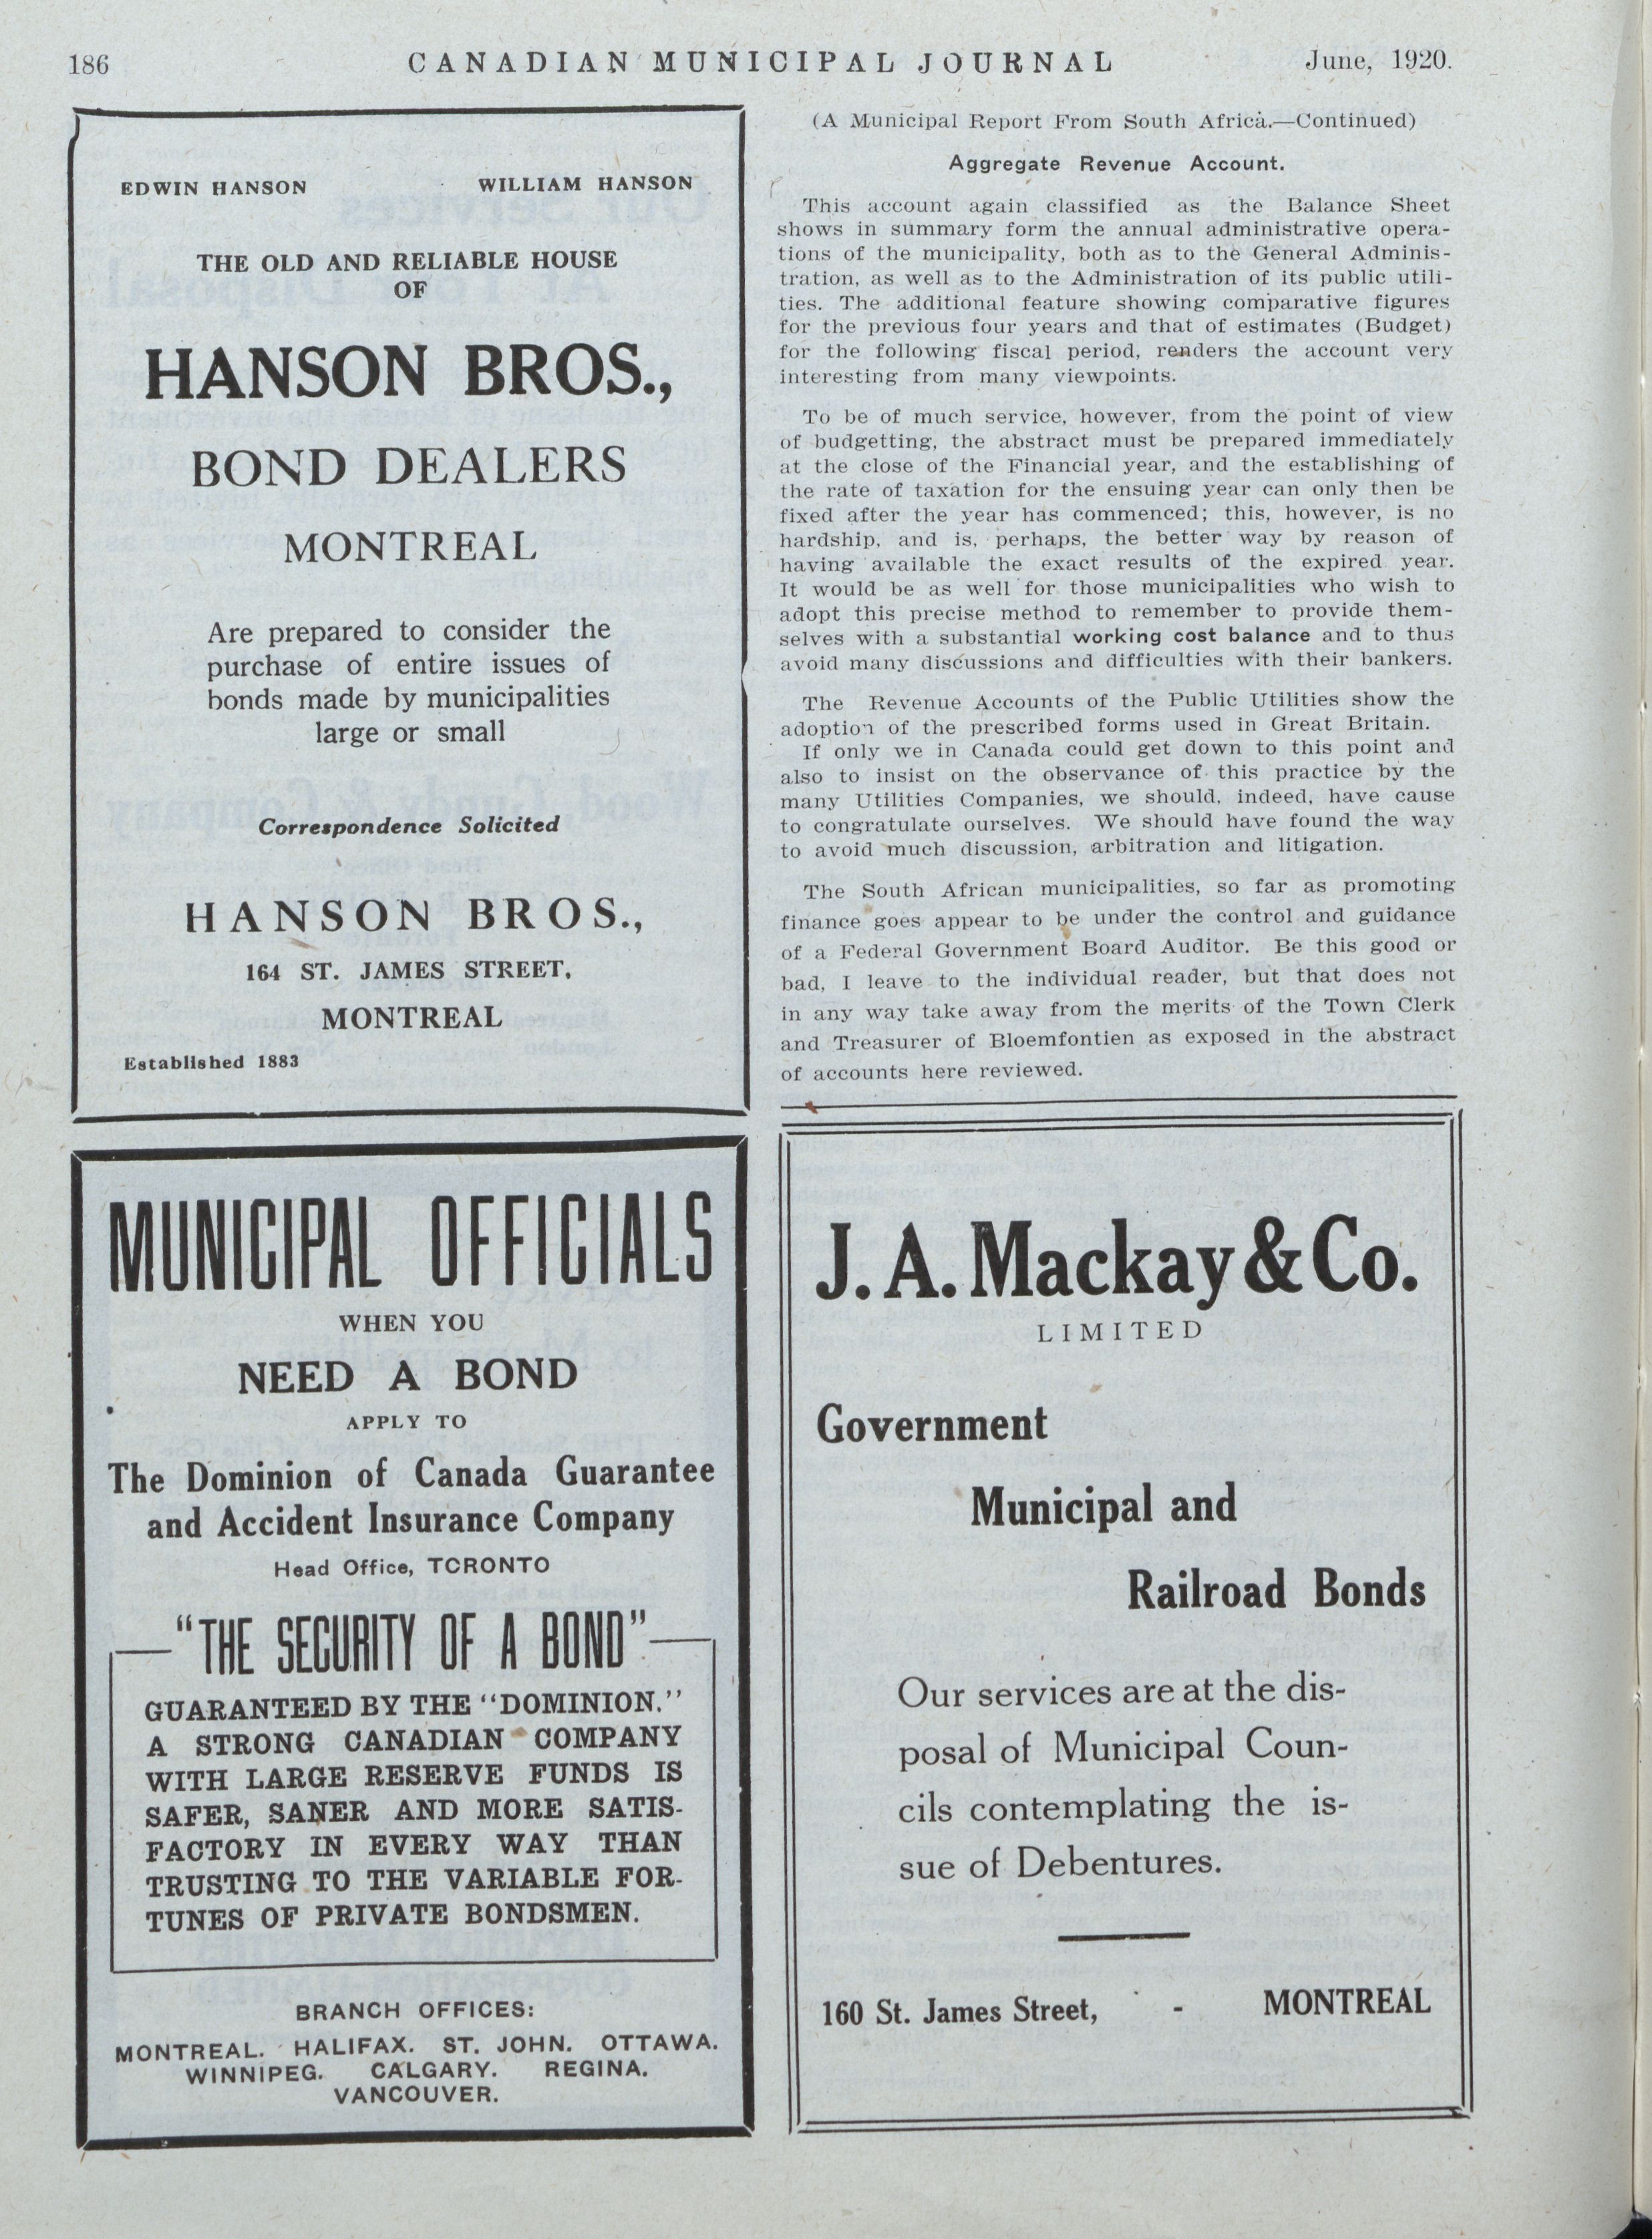 186
CANADIAN MUNICIPAL JOURNAL
June, 1920.
EDWIN HANSON
WILLIAM HANSON
THE OLD AND RELIABLE HOUSE
OF
HANSON BROS.,
BOND DEALERS
MONTREAL
Are prepared to consider the
purchase of entire issues of
bonds made by municipalities
large or small
Correspondence Solicited
HANSON BROS.,
164 ST. JAMES STREET,
MONTREAL
Established 1883
MUNICIPAL OFFICIALS
WHEN YOU
NEED A BOND
APPLY TO
The Dominion of Canada Guarantee
and Accident Insurance Company
Head Office, TORONTO
"THE SECURITY OF A BOND"
GUARANTEED BY THE "DOMINION."
A STRONG CANADIAN COMPANY
WITH LARGE RESERVE FUNDS IS
SAFER, SANER AND MORE SATIS-
FACTORY IN EVERY WAY THAN
TRUSTING TO THE VARIABLE FOR-
TUNES OF PRIVATE BONDSMEN.
BRANCH OFFICES:
MONTREAL. HALIFAX. ST. JOHN. OTTAWA.
WINNIPEG. CALGARY. REGINA.
VANCOUVER.
(A Municipal Report From South Africa.—Continued)
Aggregate Revenue Account.
This account again classified as the Balance Sheet
shows in summary form the annual administrative opera-
tions of the municipality, both as to the General Adminis-
tration, as well as to the Administration of its public utili-
ties. The additional feature showing comparative figures
for the previous four years and that of estimates (Budget)
for the following fiscal period, renders the account very
interesting from many viewpoints.
To be of much service, however, from the point of view
of budgetting, the abstract must be prepared immediately
at the close of the Financial year, and the establishing of
the rate of taxation for the ensuing year can only then be
fixed after the year has commenced; this, however, is no
hardship, and is, perhaps, the better way by reason of
having available the exact results of the expired year.
It would be as well for those municipalities who wish to
adopt this precise method to remember to provide them-
selves with a substantial working cost balance and to thus
avoid many discussions and difficulties with their bankers.
The Revenue Accounts of the Public Utilities show the
adoption of the prescribed forms used in Great Britain.
If only we in Canada could get down to this point and
also to insist on the observance of this practice by the
many Utilities Companies, we should, indeed, have cause
to congratulate ourselves. We should have found the way
to avoid much discussion, arbitration and litigation.
The South African municipalities, so far as promoting
finance goes appear to be under the control and guidance
of a Federal Government Board Auditor. Be this good or
bad, I leave to the individual reader, but that does not
in any way take away from the merits of the Town Clerk
and Treasurer of Bloemfontien as exposed in the abstract
of accounts here reviewed.
J. A. Mackay & Co.
LIMITED
Government
Municipal and
Railroad Bonds
Our services are at the dis-
posal of Municipal Coun-
cils contemplating the is-
sue of Debentures.
160 St. James Street, - MONTREAL